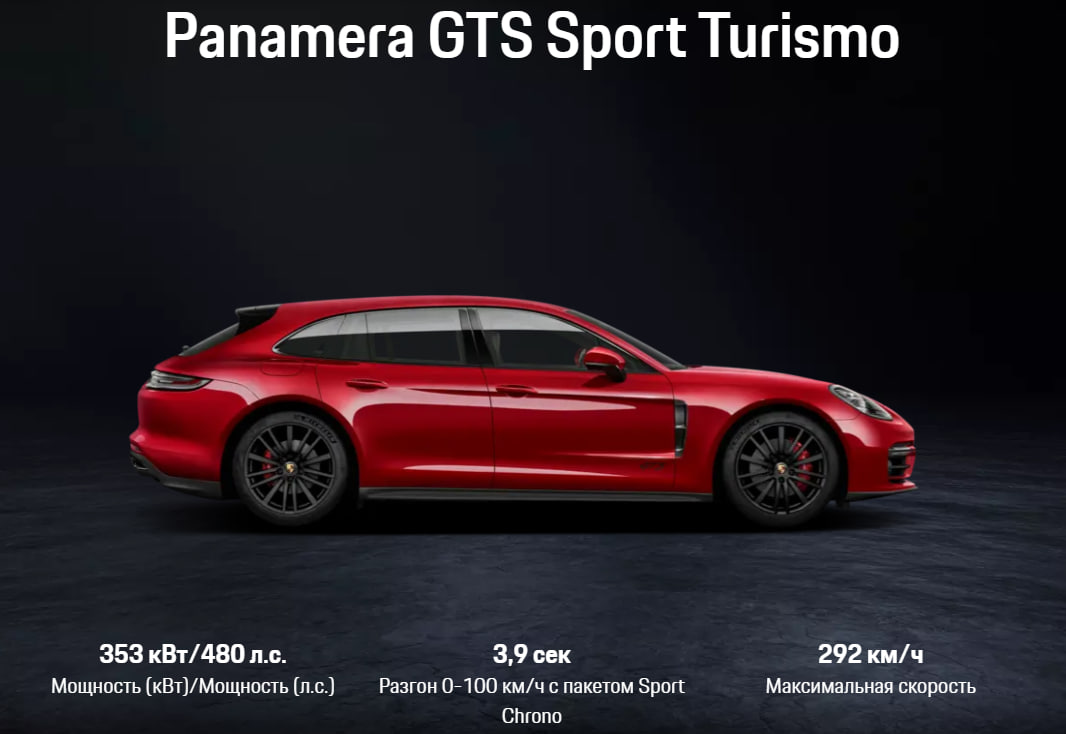 Panamera GTS Sport Turismo
353 кВт/480 л.с.
Мощность (кВт)/Мощность (л.с.)
3,9 сек
Разгон 0-100 км/ч с пакетом Sport
Chrono
292 км/ч
Максимальная скорость